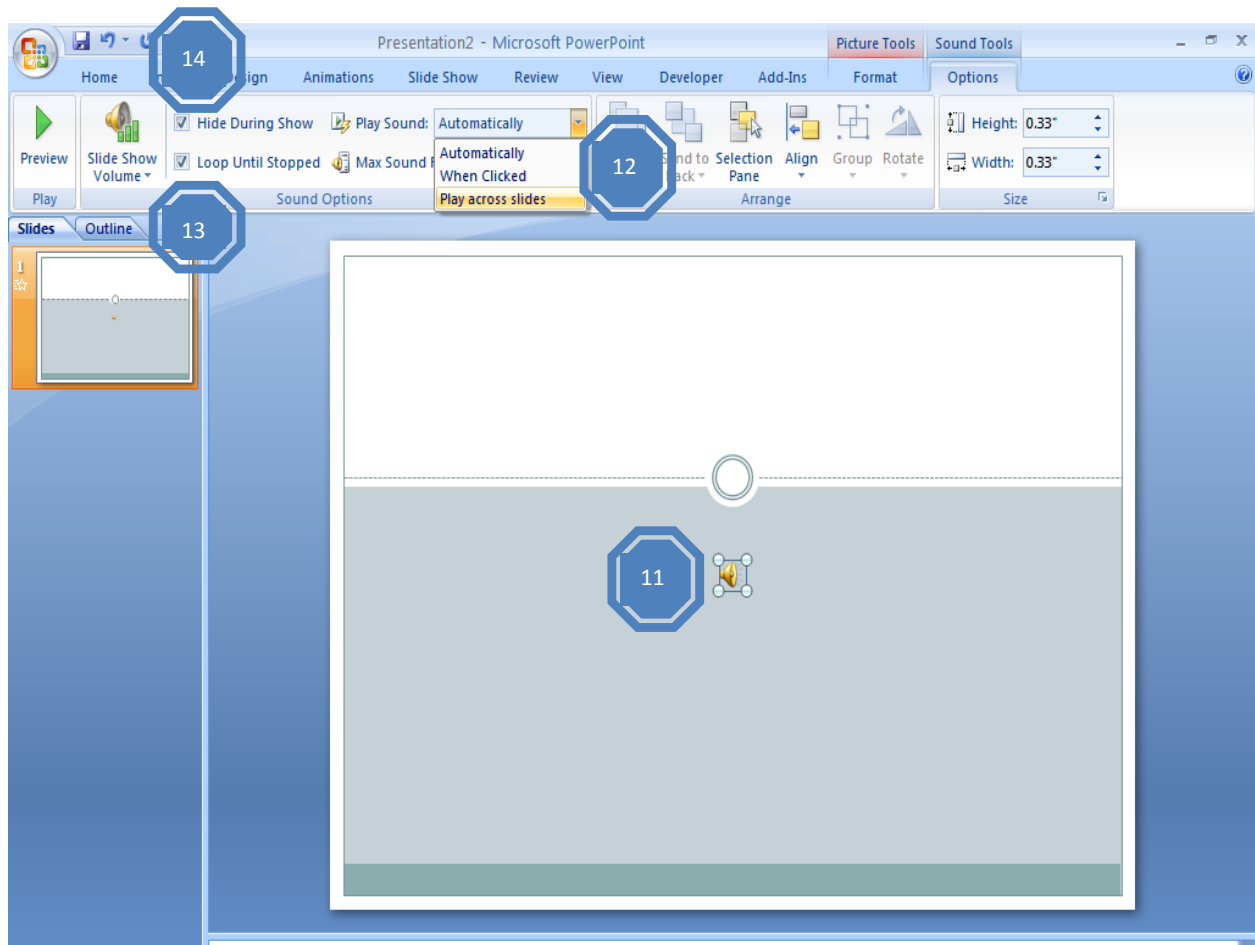 14
Presentation2 - Microsoft PowerPoint
Picture Tools
Sound Tools
Home
Animations
Slide Show
Review
View
Developer
Add-Ins
Format
Options
Preview
Slide Show
Volume
Hide During Show
Loop Until Stopped
Play Sound: Automatically
Max Sound
Automatically
When Clicked
Play across slides
12
to
Selection
Pane
Align
Group
Rotate
Height: 0.33"
Width: 0.33"
Play
Sound Options
Arrange
Size
Slides
Outline
13
1
11